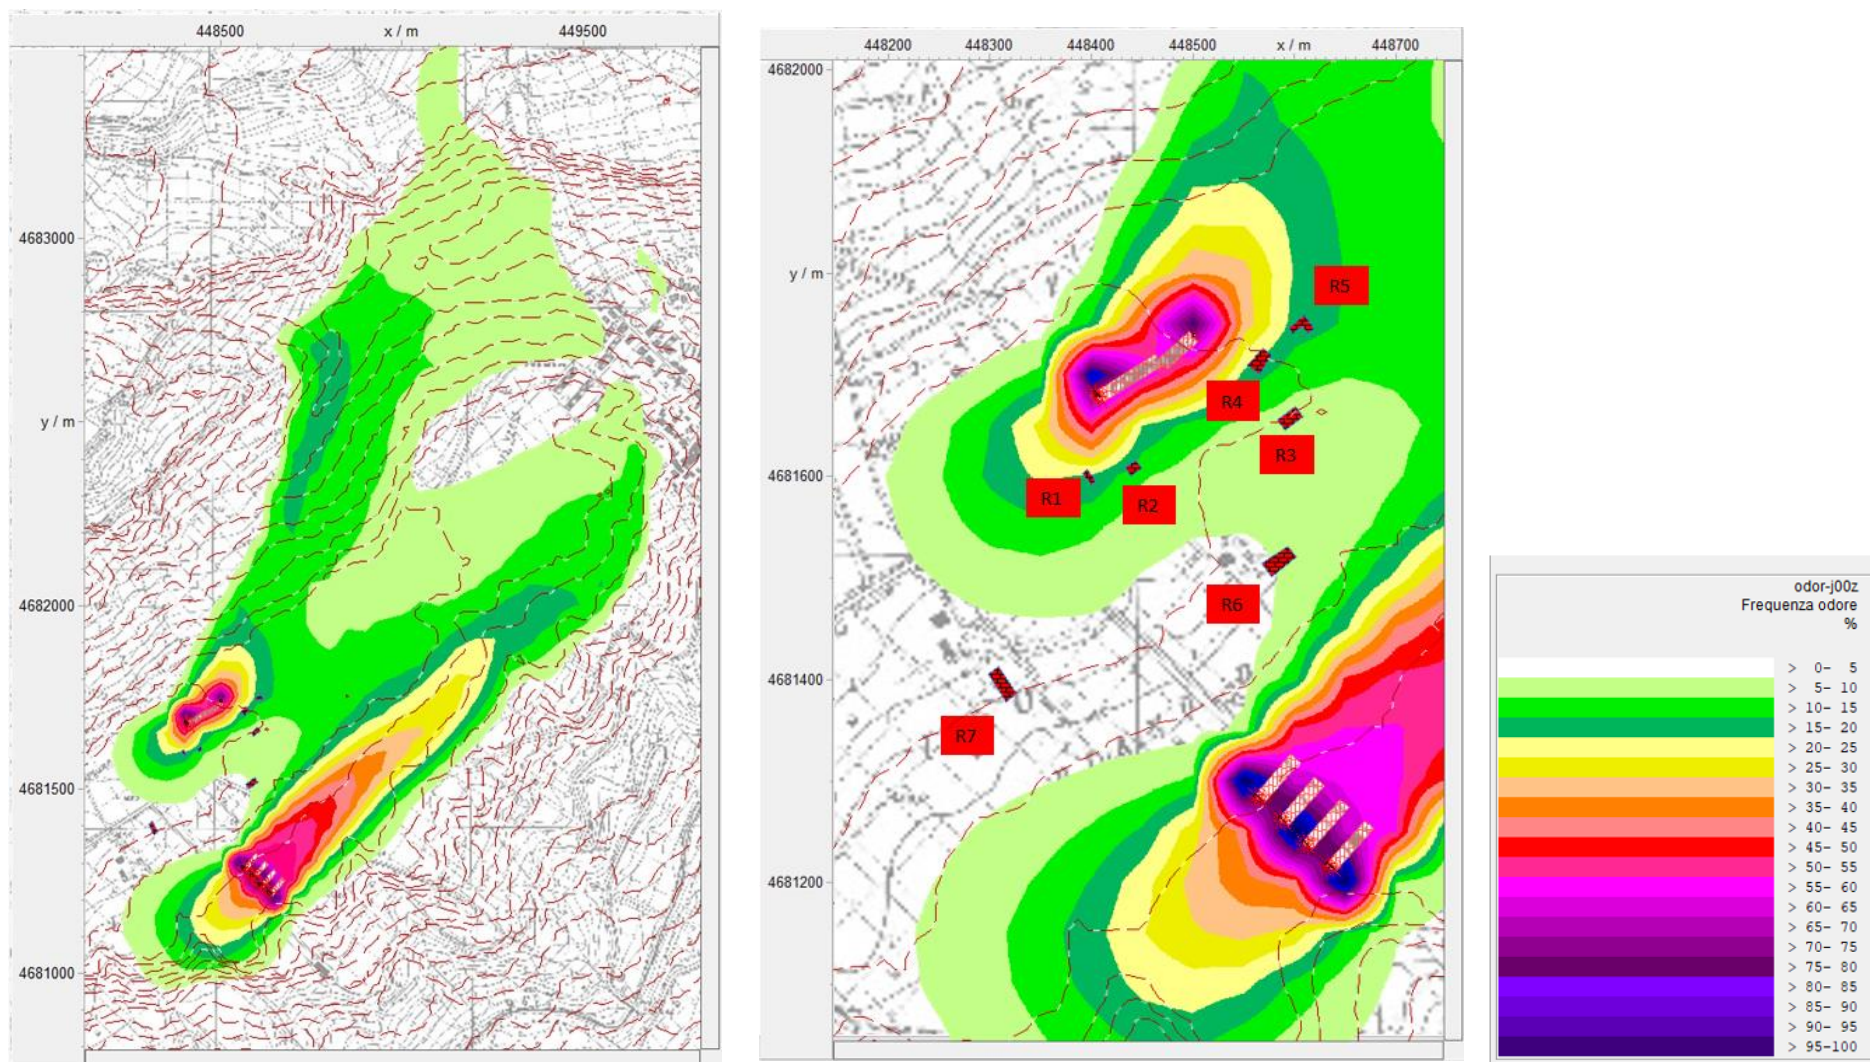 448500 x / m 449500
4683000
y / m
4682000
4681500
4681000
448200 448300 448400 448500 x / m 448700
4682000
y / m
4681600
4681400
4681200
R5
R4
R3
R1
R2
R6
R7
odor-j00z
Frequenza odore
%
> 0- 5
> 5- 10
> 10- 15
> 15- 20
> 20- 25
> 25- 30
> 30- 35
> 35- 40
> 40- 45
> 45- 50
> 50- 55
> 55- 60
> 60- 65
> 65- 70
> 70- 75
> 75- 80
> 80- 85
> 85- 90
> 90- 95
> 95-100